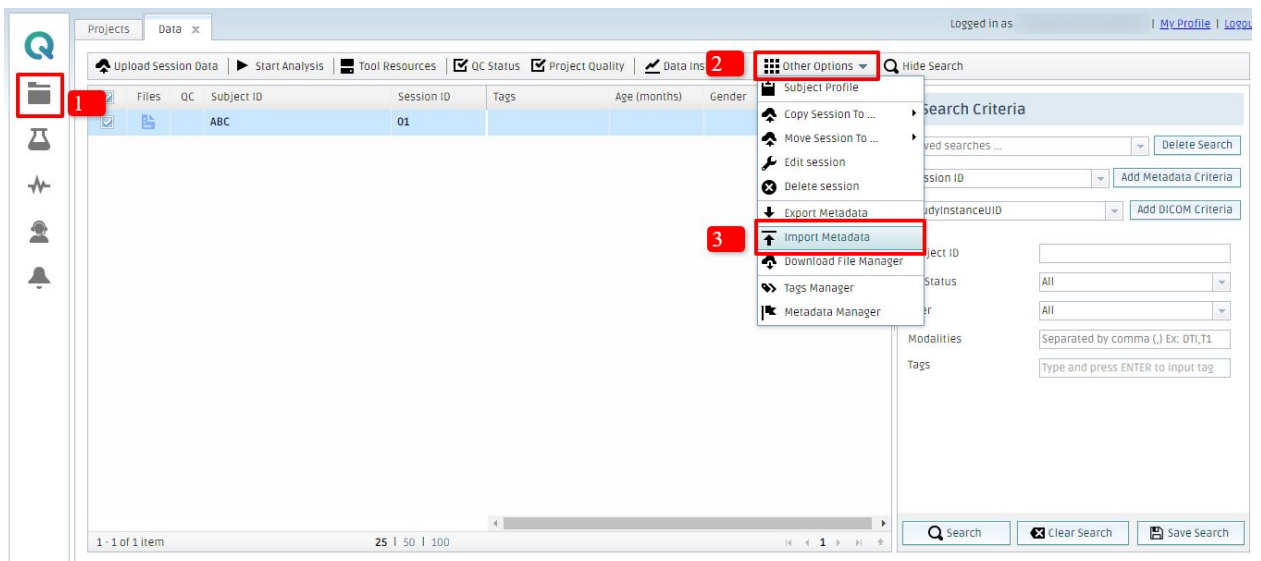 Projects Data x Logged in as | My Profile | Logou
Upload Session Data | Start Analysis | Tool Resources | QC Status Project Quality | Data Ins 2 Other Options Hide Search
1 Files QC Subject ID Session ID Tags Age (months) Gender
ABC 01
Subject Profile
Copy Session To ...
Move Session To ...
Edit session
Delete session
Export Metadata
3 Import Metadata
Download File Manager
Tags Manager
Metadata Manager
Search Criteria
ved searches ... Delete Search
ssion ID Add Metadata Criteria
udyInstanceUID Add DICOM Criteria
ject ID
Status All
er All
Modalities Separated by comma (,) Ex: DTI,T1
Tags Type and press ENTER to input tag
1 - 1 of 1 item 25 | 50 | 100 1
Search Clear Search Save Search